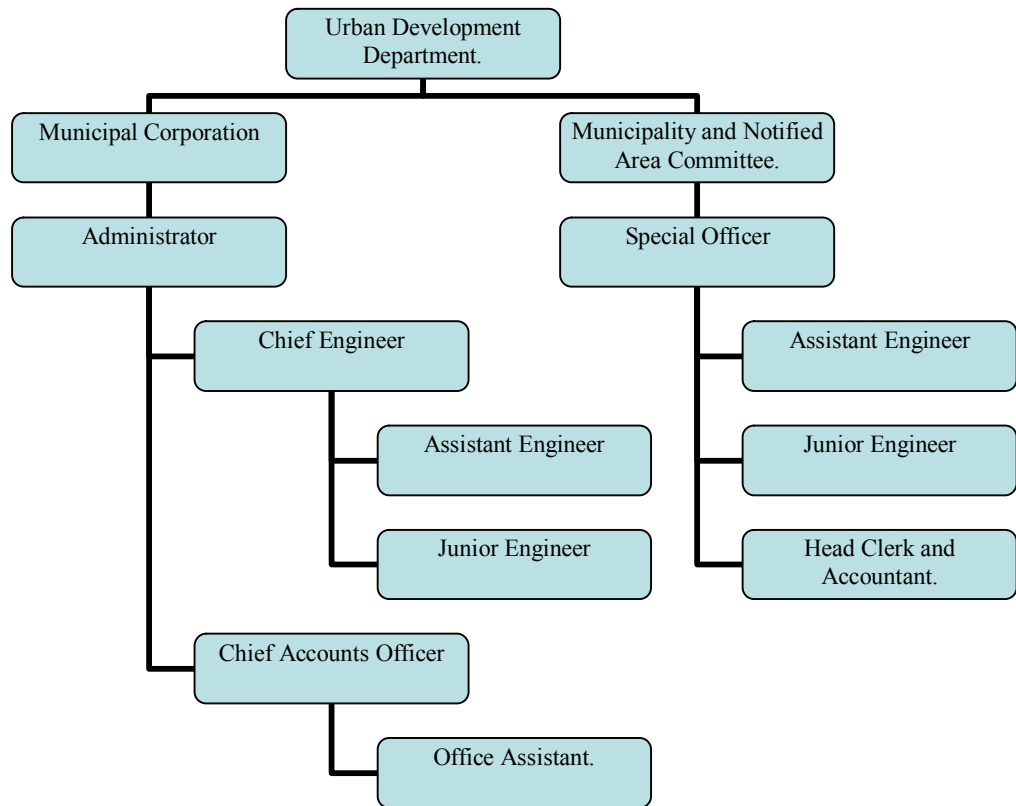 Urban Development
Department.
Municipal Corporation
Municipality and Notified
Area Committee.
Administrator
Special Officer
Chief Engineer
Assistant Engineer
Assistant Engineer
Junior Engineer
Junior Engineer
Head Clerk and
Accountant.
Chief Accounts Officer
Office Assistant.